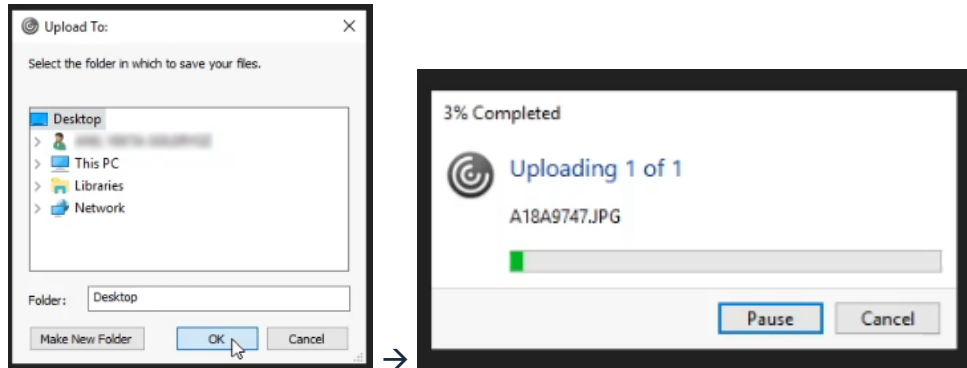 Upload To:
Select the folder in which to save your files.
Desktop
This PC
Libraries
Network
Folder: Desktop
Make New Folder OK Cancel
→
3% Completed
Uploading 1 of 1
A18A9747.JPG
Pause Cancel